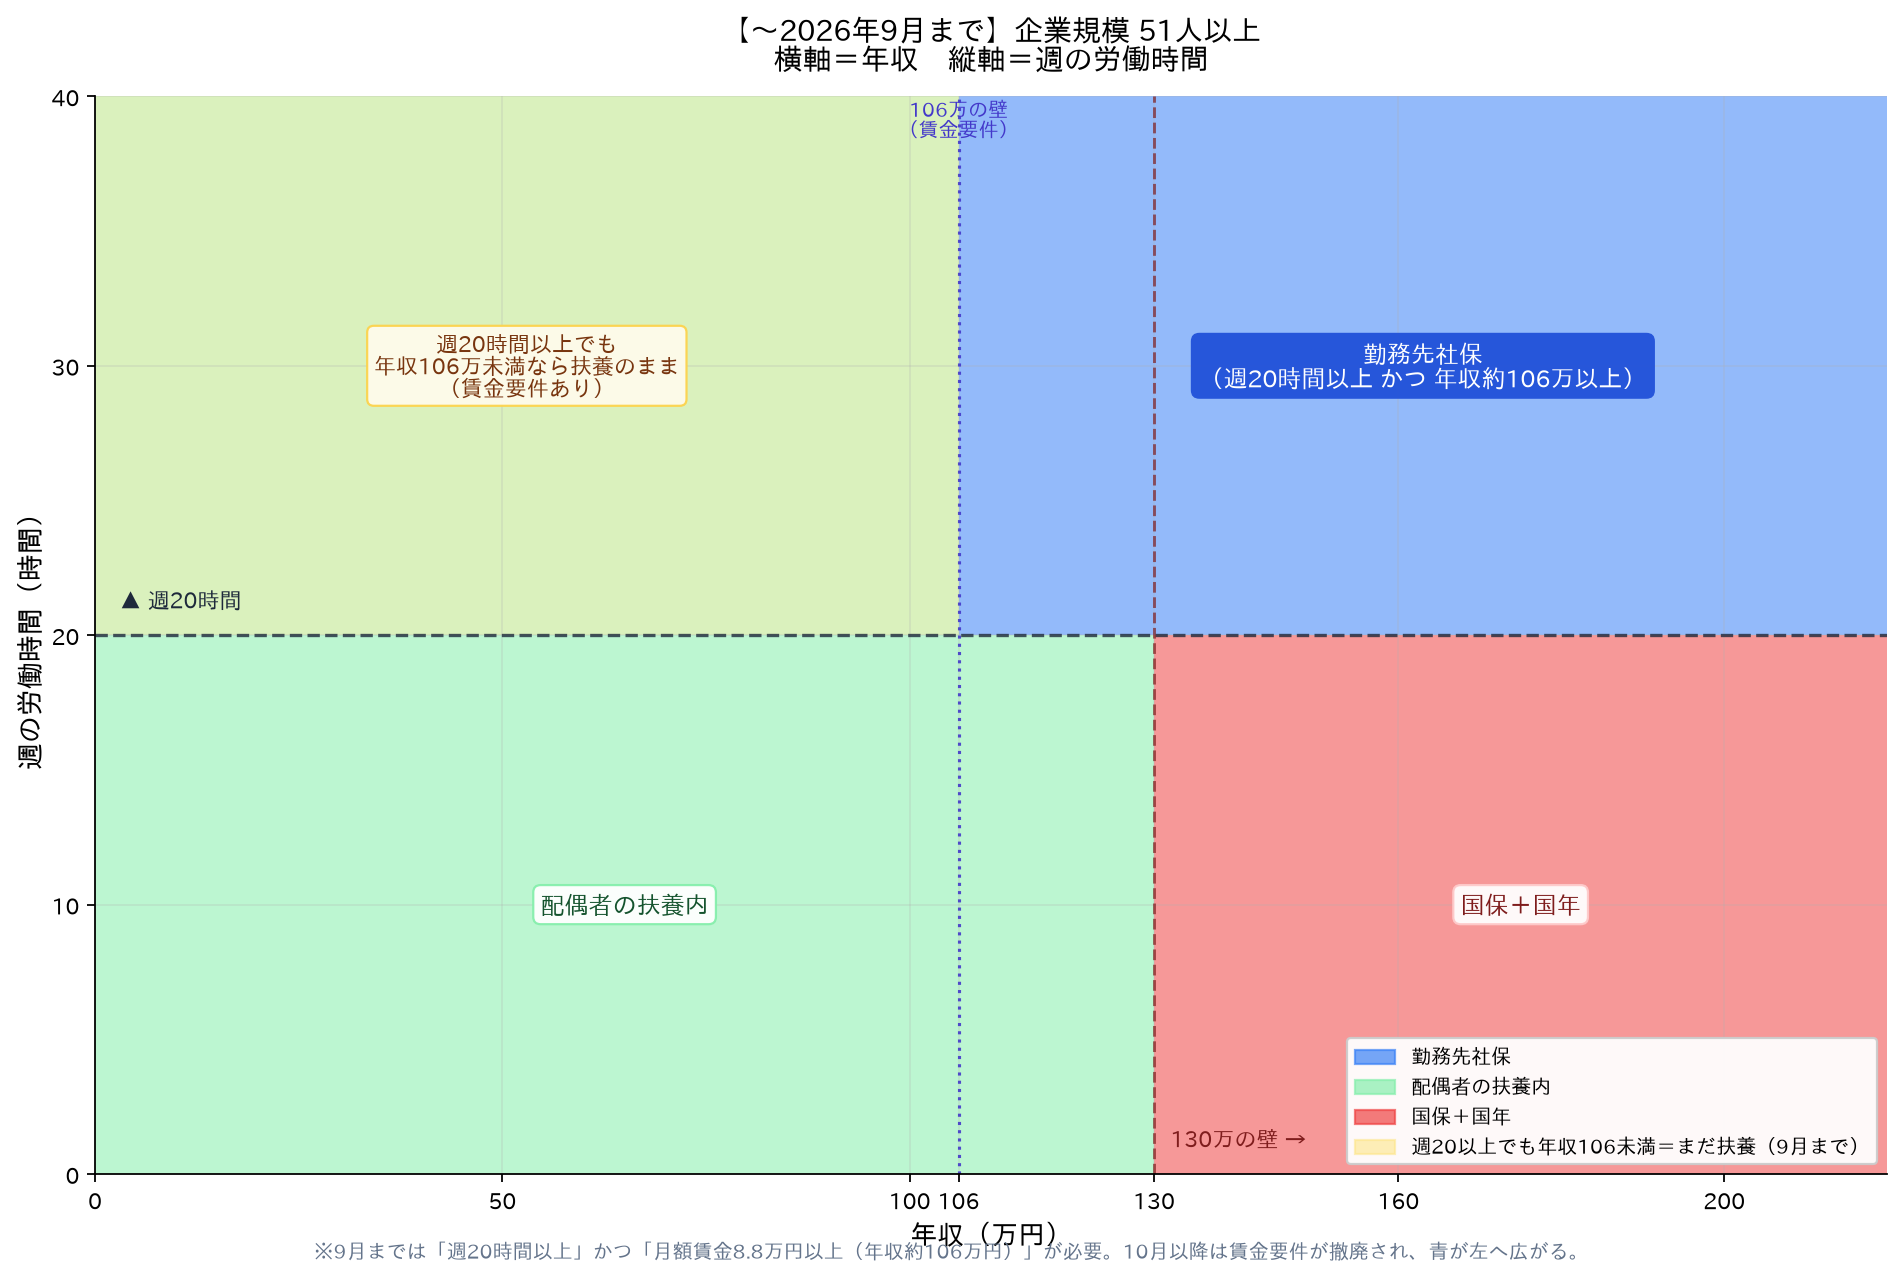 【～2026年9月まで】企業規模 51人以上
横軸＝年収　縦軸＝週の労働時間
週の労働時間（時間）
40
30
20
10
0
106万の壁
（賃金要件）
週20時間以上でも
年収106万未満なら扶養のまま
（賃金要件あり）
勤務先社保
（週20時間以上 かつ 年収約106万以上）
▲ 週20時間
配偶者の扶養内
国保＋国年
130万の壁 →
勤務先社保
配偶者の扶養内
国保＋国年
週20以上でも年収106未満＝まだ扶養（9月まで）
0 50 100 106 130 160 200
年収（万円）
※9月までは「週20時間以上」かつ「月額賃金8.8万円以上（年収約106万円）」が必要。10月以降は賃金要件が撤廃され、青が左へ広がる。